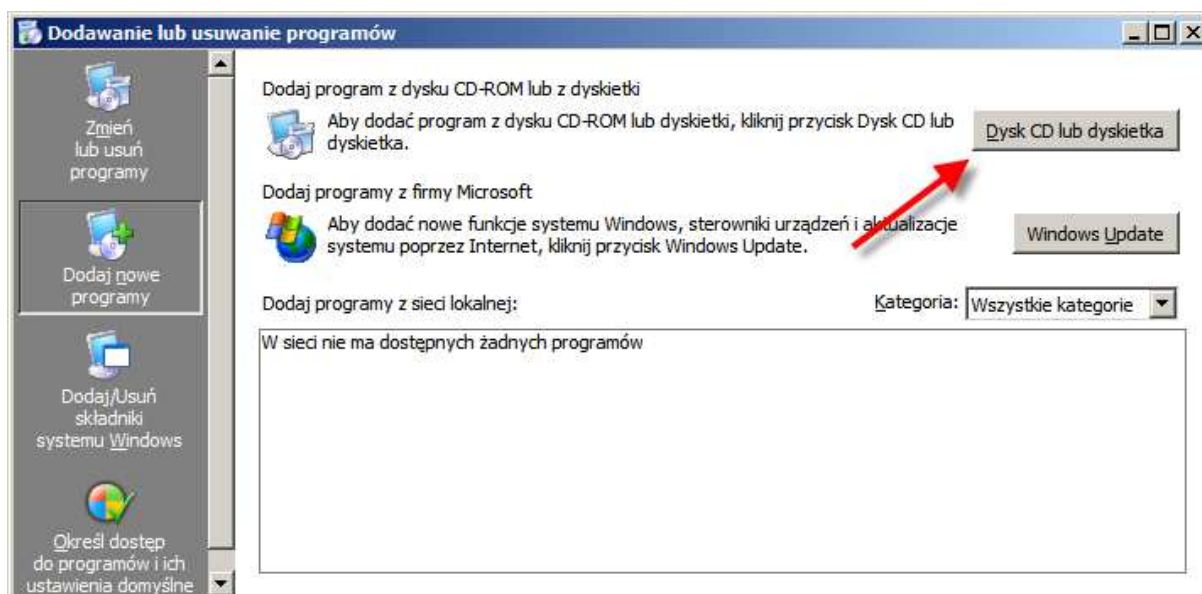 Dodawanie lub usuwanie programów
Zmień
lub usuń
programy
Dodaj nowe
programy
Dodaj/Usuń
składniki
systemu Windows
Określ dostęp
do programów i ich
ustawienia domyślne
Dodaj program z dysku CD-ROM lub z dyskietki
Aby dodać program z dysku CD-ROM lub dyskietki, kliknij przycisk Dysk CD lub
dyskietka.
Dysk CD lub dyskietka
Dodaj programy z firmy Microsoft
Aby dodać nowe funkcje systemu Windows, sterowniki urządzeń i aktualizacje
systemu poprzez Internet, kliknij przycisk Windows Update.
Windows Update
Dodaj programy z sieci lokalnej:
Kategoria: Wszystkie kategorie
W sieci nie ma dostępnych żadnych programów